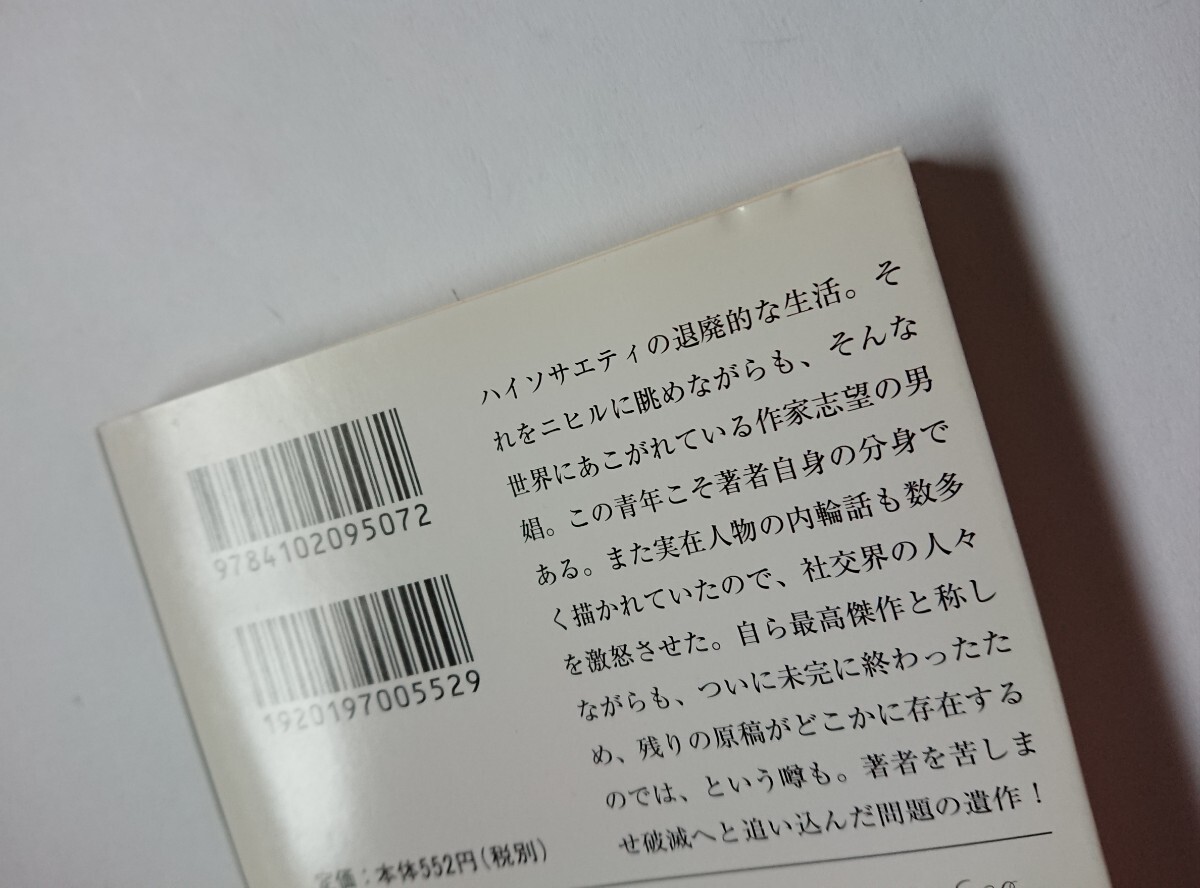 ハイソサエティの退廃的な生活。そ
れをニヒルに眺めながらも、そんな
世界にあこがれている作家志望の男
娼。この青年こそ著者自身の分身で
ある。また実在人物の内輪話も数多
く描かれていたので、社交界の人々
を激怒させた。自ら最高傑作と称し
ながらも、ついに未完に終わったた
め、残りの原稿がどこかに存在する
のでは、という噂も。著者を苦しま
せ破滅へと追い込んだ問題の遺作！
9784102095072
1920197005529
定価：本体552円（税別）